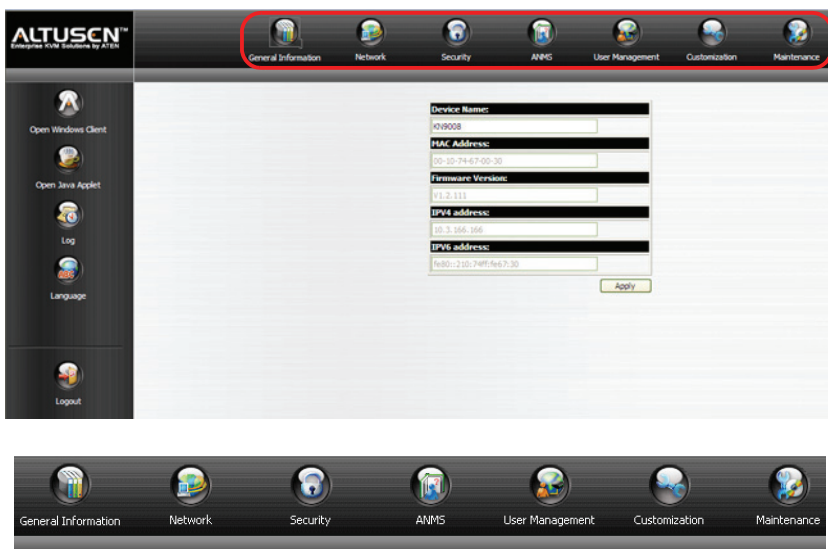 ALTUSEN™
Enterprise KVM Solutions by ATEN
General Information Network Security ANMS User Management Customization Maintenance
Open Windows Client
Open Java Applet
Log
Language
Logout
Device Name:
KN9008
MAC Address:
00-10-74-67-00-30
Firmware Version:
V1.2.111
IPV4 address:
10.3.166.166
IPV6 address:
fe80::210:74ff:fe67:30
Apply
General Information Network Security ANMS User Management Customization Maintenance